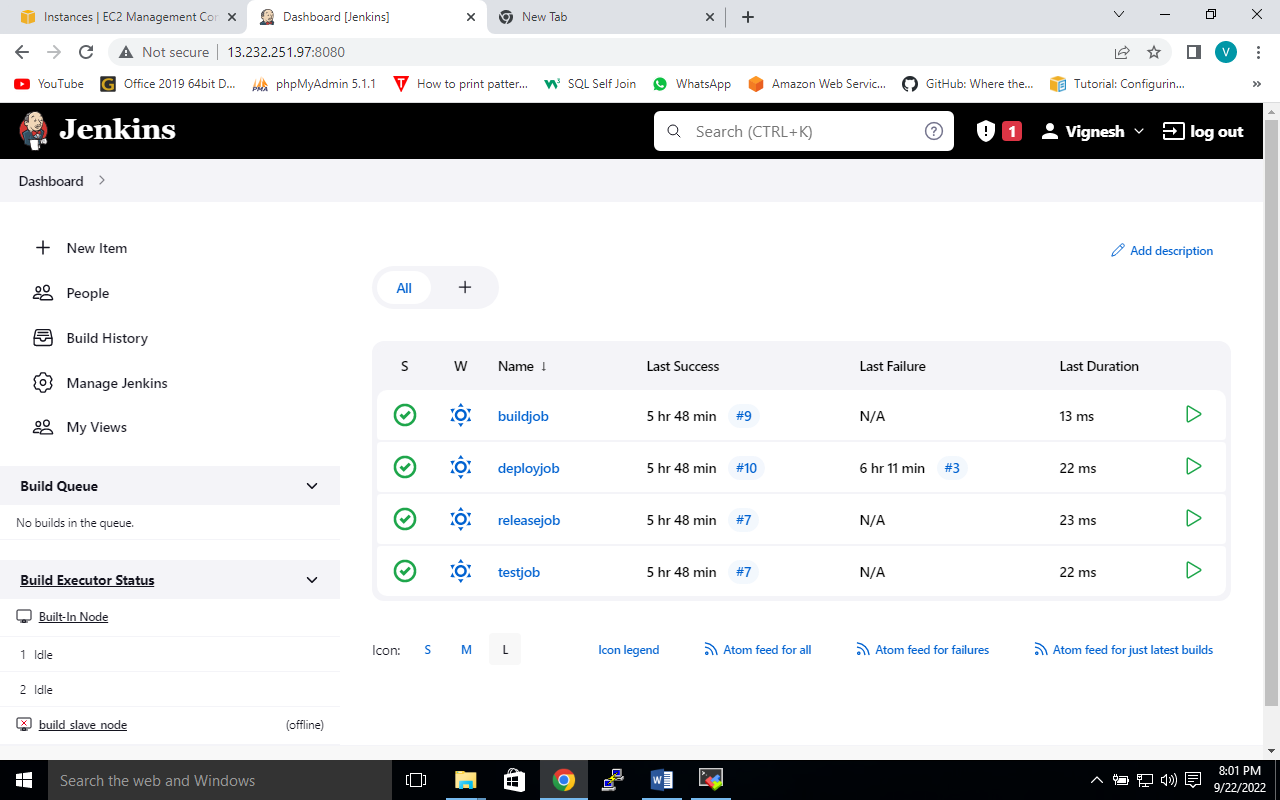 Instances | EC2 Management Con
Dashboard [Jenkins]
New Tab
Not secure
13.232.251.97:8080
V
YouTube
Office 2019 64bit D...
phpMyAdmin 5.1.1
How to print patter...
SQL Self Join
WhatsApp
Amazon Web Servic...
GitHub: Where the...
Tutorial: Configurin...
»
Jenkins
Search (CTRL+K)
1
Vignesh
log out
Dashboard
New Item
People
Build History
Manage Jenkins
My Views
Build Queue
No builds in the queue.
Build Executor Status
Built-In Node
1 Idle
2 Idle
build_slave_node (offline)
Add description
All +
S W Name ↓ Last Success Last Failure Last Duration
buildjob 5 hr 48 min #9 N/A 13 ms
deployjob 5 hr 48 min #10 6 hr 11 min #3 22 ms
releasejob 5 hr 48 min #7 N/A 23 ms
testjob 5 hr 48 min #7 N/A 22 ms
Icon: S M L
Icon legend
Atom feed for all
Atom feed for failures
Atom feed for just latest builds
Search the web and Windows
8:01 PM
9/22/2022